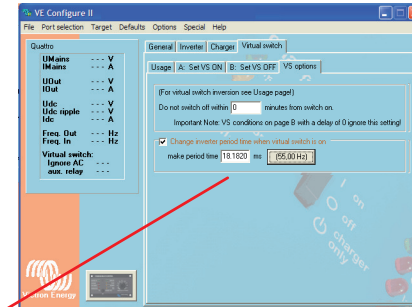 VE Configure II
File Port selection Target Defaults Options Special Help
Quattro
UMains --- V
IMains --- A
UOut --- V
IOut --- A
Udc --- V
Udc ripple --- V
Idc --- A
Freq. Out --- Hz
Freq. In --- Hz
Virtual switch:
Ignore AC ---
aux. relay ---
General Inverter Charger Virtual switch
Usage A: Set VS ON B: Set VS OFF VS options
(For virtual switch inversion see Usage page!)
Do not switch off within 0 minutes from switch on.
Important Note: VS conditions on page B with a delay of 0 ignore this setting!
Change inverter period time when virtual switch is on
make period time 18.1820 ms (55,00 Hz)
on
off
charger
only
Victron Energy